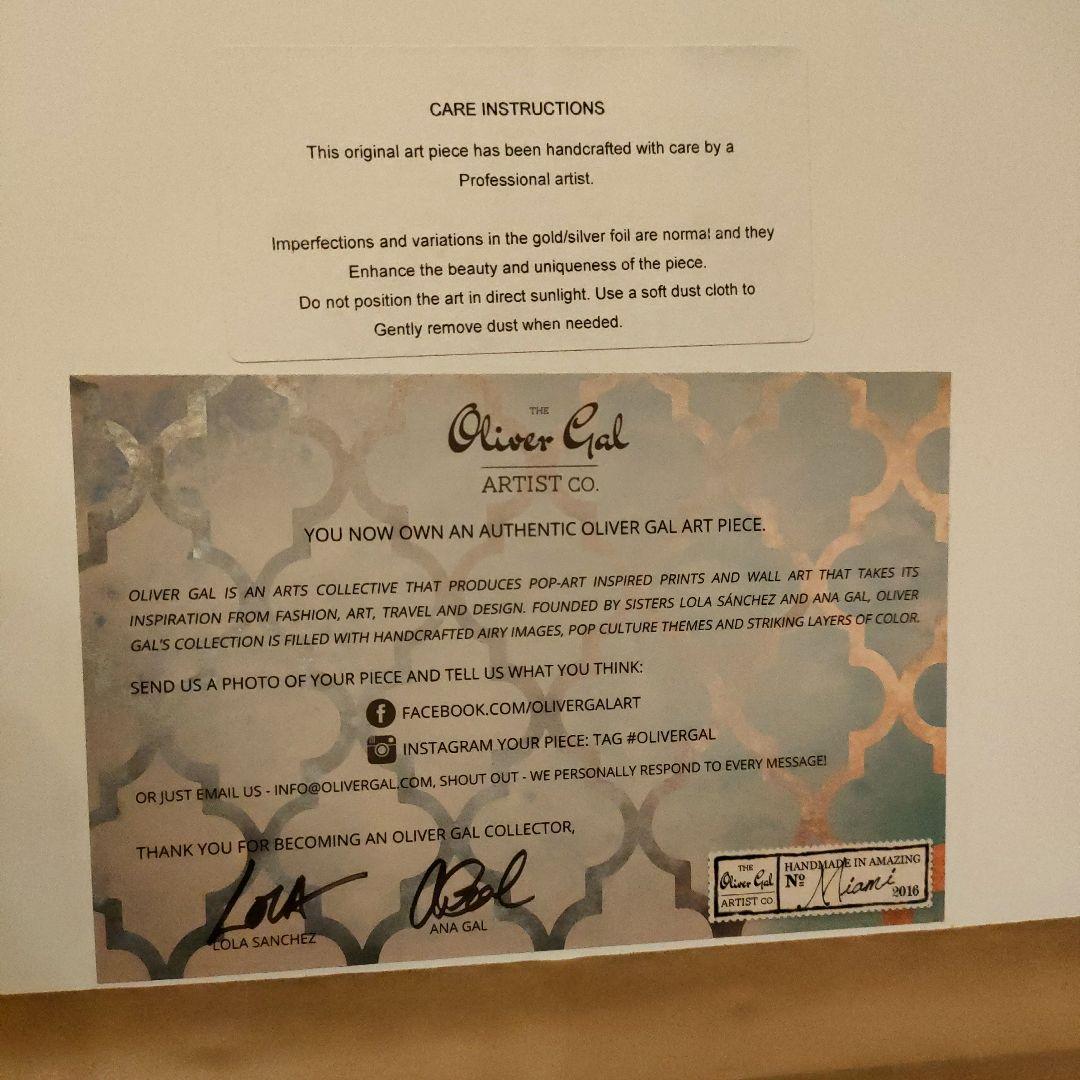 CARE INSTRUCTIONS
This original art piece has been handcrafted with care by a
Professional artist.
Imperfections and variations in the gold/silver foil are normal and they
Enhance the beauty and uniqueness of the piece.
Do not position the art in direct sunlight. Use a soft dust cloth to
Gently remove dust when needed.
THE
Oliver Gal
ARTIST CO.
YOU NOW OWN AN AUTHENTIC OLIVER GAL ART PIECE.
OLIVER GAL IS AN ARTS COLLECTIVE THAT PRODUCES POP-ART INSPIRED PRINTS AND WALL ART THAT TAKES ITS
INSPIRATION FROM FASHION, ART, TRAVEL AND DESIGN. FOUNDED BY SISTERS LOLA SÁNCHEZ AND ANA GAL, OLIVER
GAL'S COLLECTION IS FILLED WITH HANDCRAFTED AIRY IMAGES, POP CULTURE THEMES AND STRIKING LAYERS OF COLOR.
SEND US A PHOTO OF YOUR PIECE AND TELL US WHAT YOU THINK:
f FACEBOOK.COM/OLIVERGALART
INSTAGRAM YOUR PIECE: TAG #OLIVERGAL
OR JUST EMAIL US - INFO@OLIVERGAL.COM, SHOUT OUT - WE PERSONALLY RESPOND TO EVERY MESSAGE!
THANK YOU FOR BECOMING AN OLIVER GAL COLLECTOR,
LOLA
LOLA SANCHEZ
ANA GAL
THE
Oliver Gal
ARTIST CO.
HANDMADE IN AMAZING
Nº Miami
2016